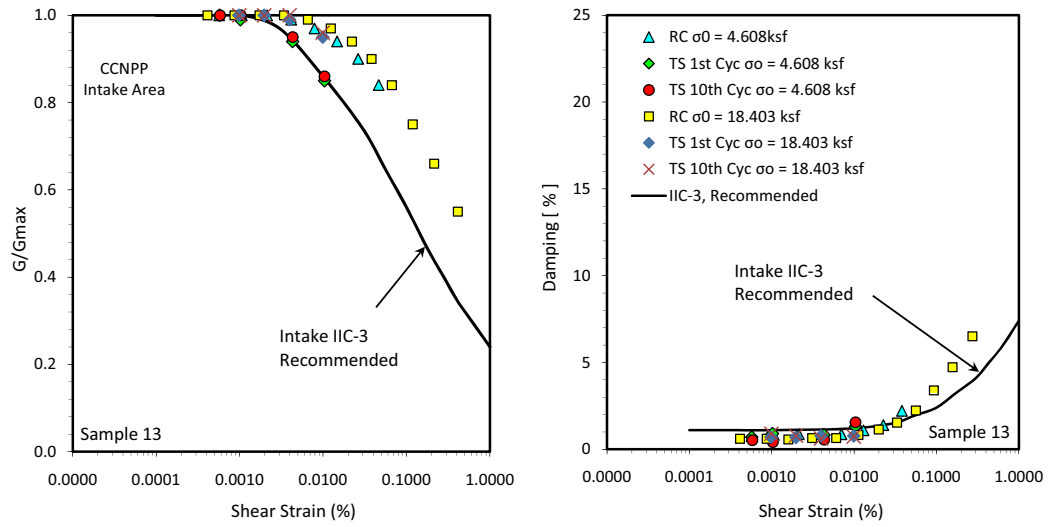 1.0
0.8
0.6
0.4
0.2
0.0
G/Gmax
CCNPP
Intake Area
Intake IIC-3
Recommended
Sample 13
0.0000 0.0001 0.0010 0.0100 0.1000 1.0000
Shear Strain (%)
25
20
15
10
5
0
Damping [ % ]
RC σ0 = 4.608ksf
TS 1st Cyc σo = 4.608 ksf
TS 10th Cyc σo = 4.608 ksf
RC σ0 = 18.403 ksf
TS 1st Cyc σo = 18.403 ksf
TS 10th Cyc σo = 18.403 ksf
IIC-3, Recommended
Intake IIC-3
Recommended
Sample 13
0.0000 0.0001 0.0010 0.0100 0.1000 1.0000
Shear Strain (%)